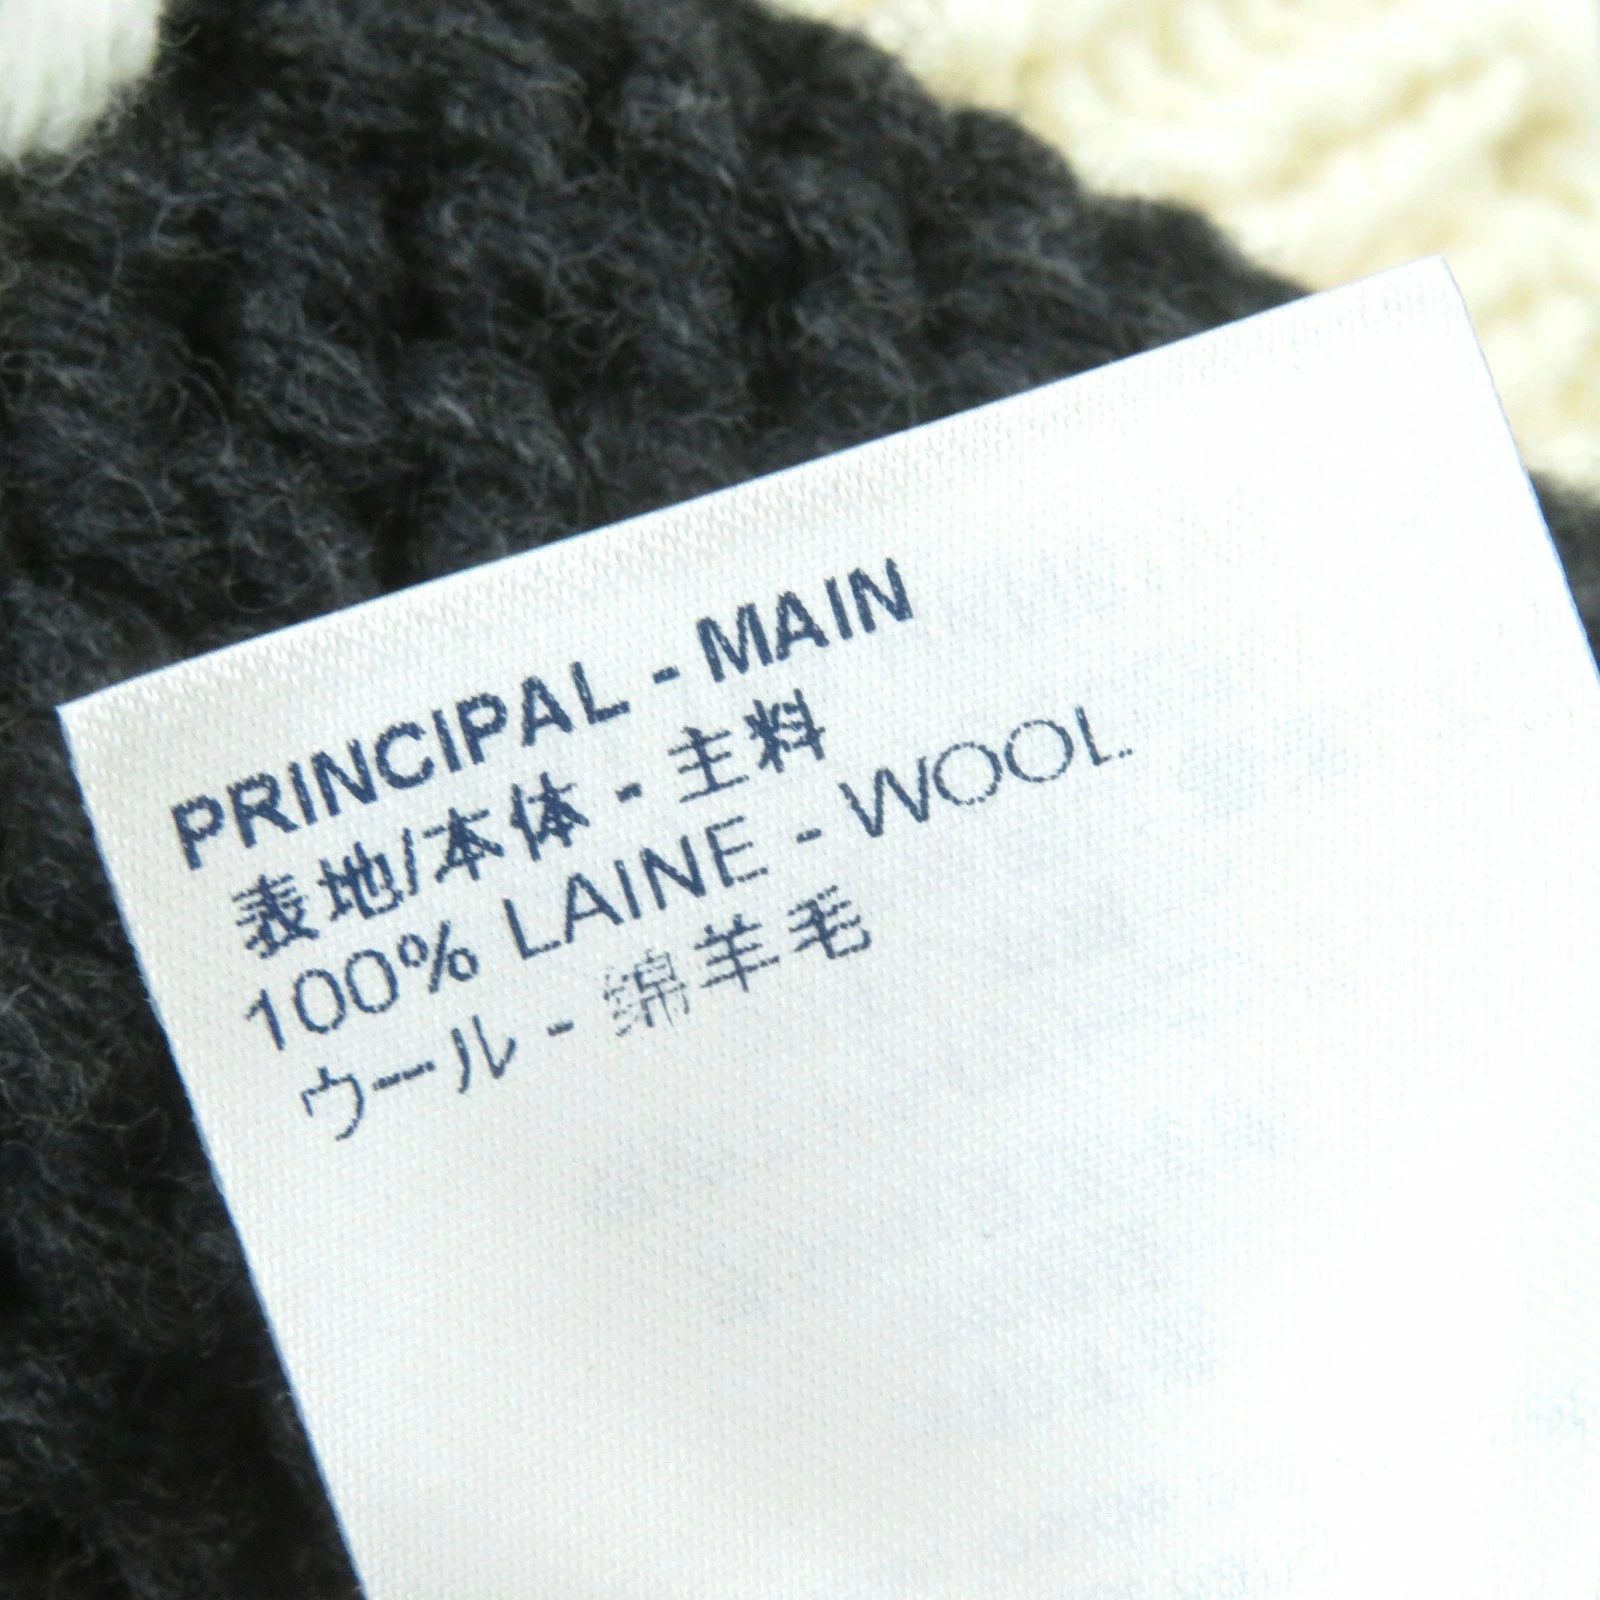 PRINCIPAL - MAIN
表地/本体 - 主料
100% LAINE - WOOL
ウール - 绵羊毛